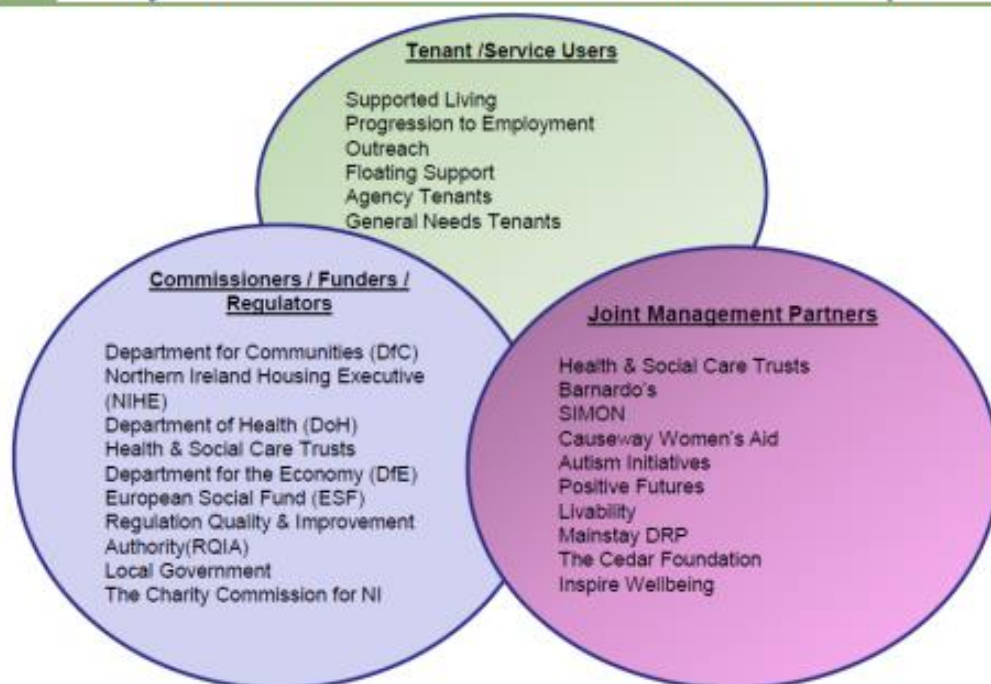 Tenant /Service Users
Supported Living
Progression to Employment
Outreach
Floating Support
Agency Tenants
General Needs Tenants
Commissioners / Funders /
Regulators
Department for Communities (DfC)
Northern Ireland Housing Executive
(NIHE)
Department of Health (DoH)
Health & Social Care Trusts
Department for the Economy (DfE)
European Social Fund (ESF)
Regulation Quality & Improvement
Authority(RQIA)
Local Government
The Charity Commission for NI
Joint Management Partners
Health & Social Care Trusts
Barnardo's
SIMON
Causeway Women's Aid
Autism Initiatives
Positive Futures
Livability
Mainstay DRP
The Cedar Foundation
Inspire Wellbeing